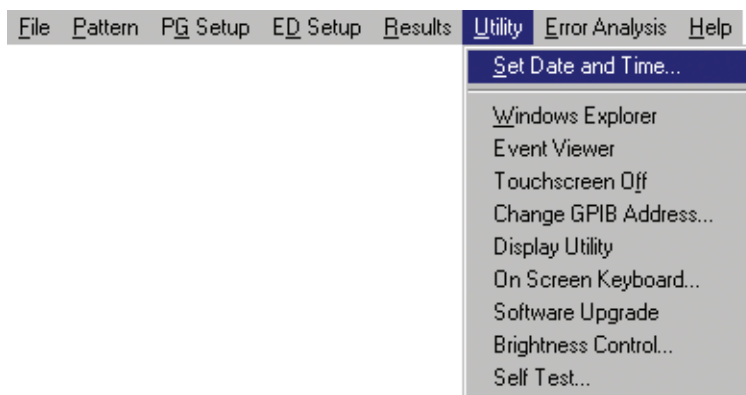 File Pattern PG Setup ED Setup Results Utility Error Analysis Help
Set Date and Time...
Windows Explorer
Event Viewer
Touchscreen Off
Change GPIB Address...
Display Utility
On Screen Keyboard...
Software Upgrade
Brightness Control...
Self Test...